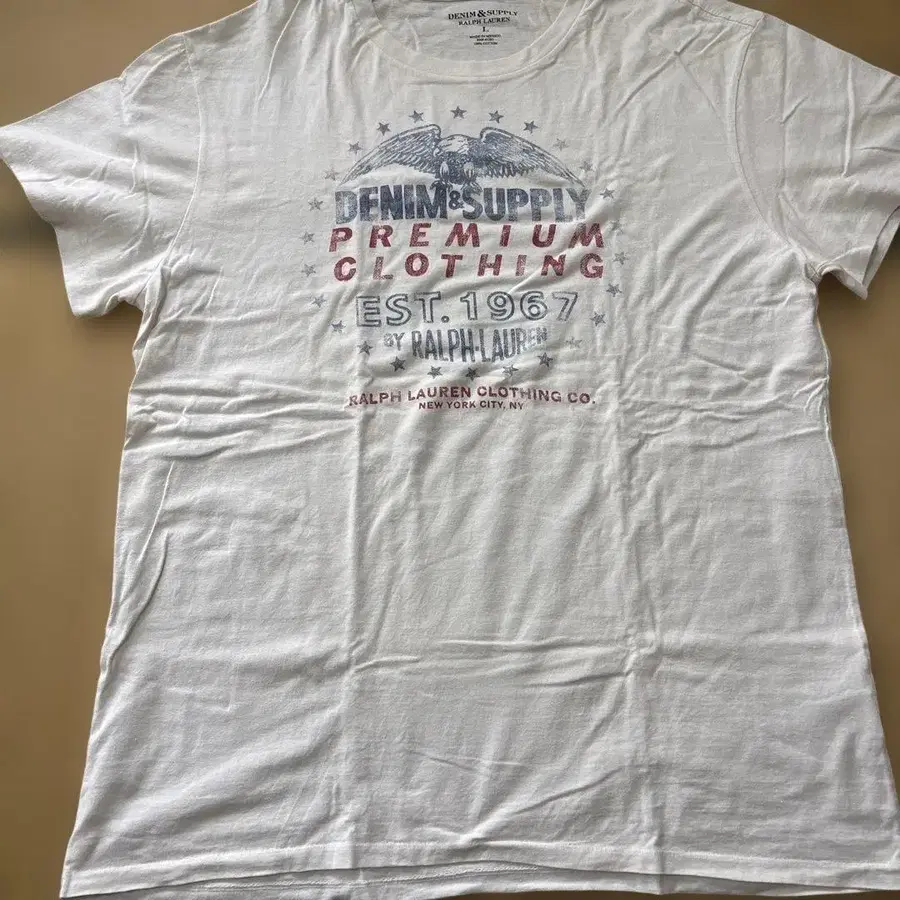 DENIM & SUPPLY
RALPH LAUREN
L
DENIM & SUPPLY
PREMIUM
CLOTHING
EST. 1967
BY RALPH-LAUREN
RALPH LAUREN CLOTHING CO.
NEW YORK CITY, NY